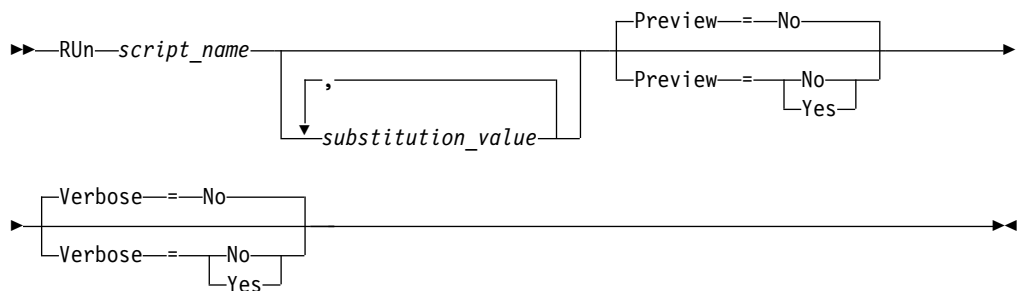 Preview = No
RUn script_name
Preview = No
Yes
,
substitution_value
Verbose = No
Verbose = No
Yes